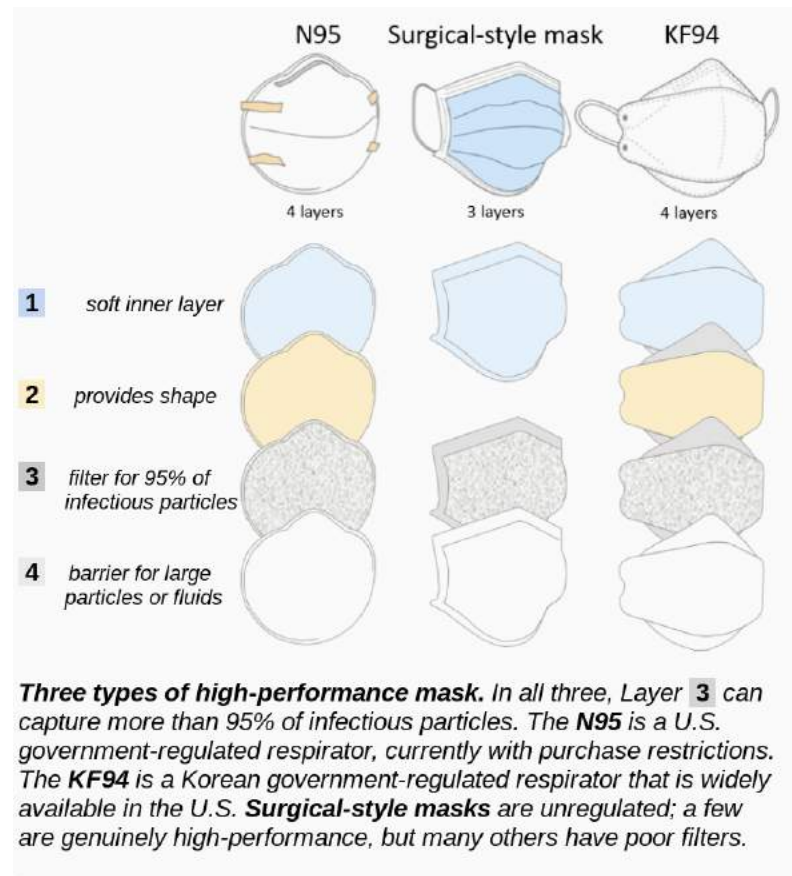 N95 Surgical-style mask KF94
4 layers 3 layers 4 layers
1 soft inner layer
2 provides shape
3 filter for 95% of
infectious particles
4 barrier for large
particles or fluids
Three types of high-performance mask. In all three, Layer 3 can
capture more than 95% of infectious particles. The N95 is a U.S.
government-regulated respirator, currently with purchase restrictions.
The KF94 is a Korean government-regulated respirator that is widely
available in the U.S. Surgical-style masks are unregulated; a few
are genuinely high-performance, but many others have poor filters.